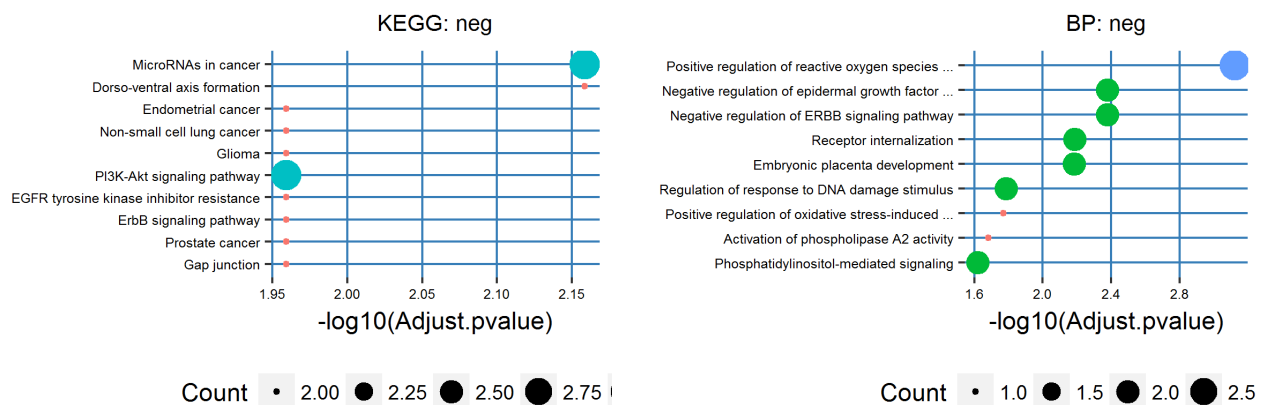 KEGG: neg
MicroRNAs in cancer
Dorso-ventral axis formation
Endometrial cancer
Non-small cell lung cancer
Glioma
PI3K-Akt signaling pathway
EGFR tyrosine kinase inhibitor resistance
ErbB signaling pathway
Prostate cancer
Gap junction
1.95 2.00 2.05 2.10 2.15
-log10(Adjust.pvalue)
Count 2.00 2.25 2.50 2.75
BP: neg
Positive regulation of reactive oxygen species ...
Negative regulation of epidermal growth factor ...
Negative regulation of ERBB signaling pathway
Receptor internalization
Embryonic placenta development
Regulation of response to DNA damage stimulus
Positive regulation of oxidative stress-induced ...
Activation of phospholipase A2 activity
Phosphatidylinositol-mediated signaling
1.6 2.0 2.4 2.8
-log10(Adjust.pvalue)
Count 1.0 1.5 2.0 2.5